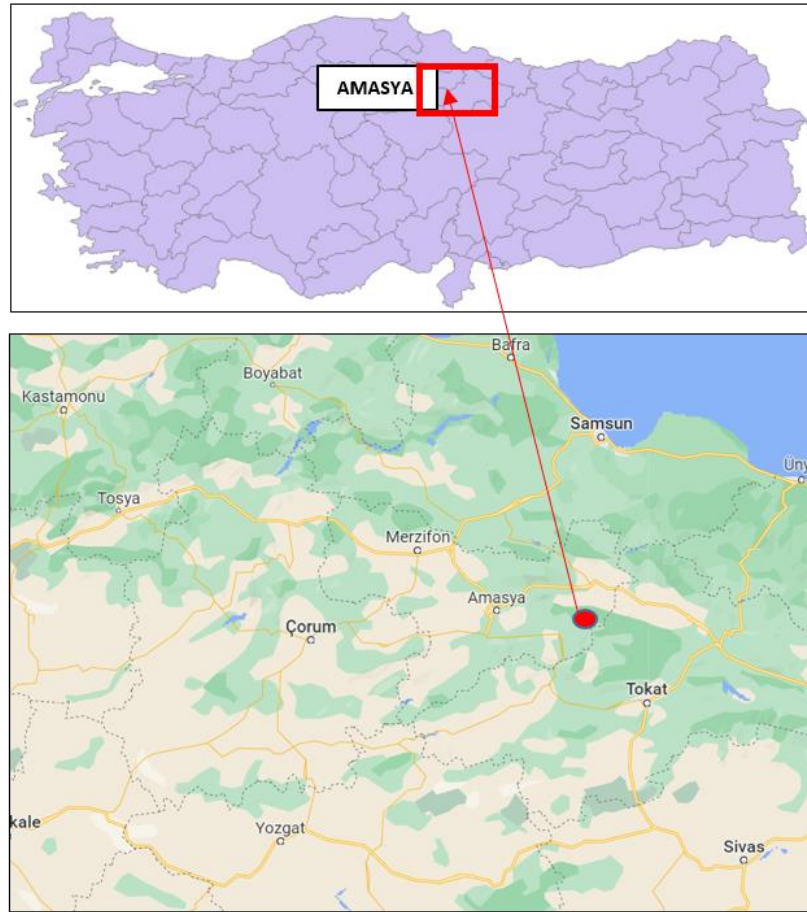 AMASYA
Bafra
Boyabat
Kastamonu
Samsun
Üny
Tosya
Merzifon
Amasya
Çorum
Tokat
kale
Yozgat
Sivas